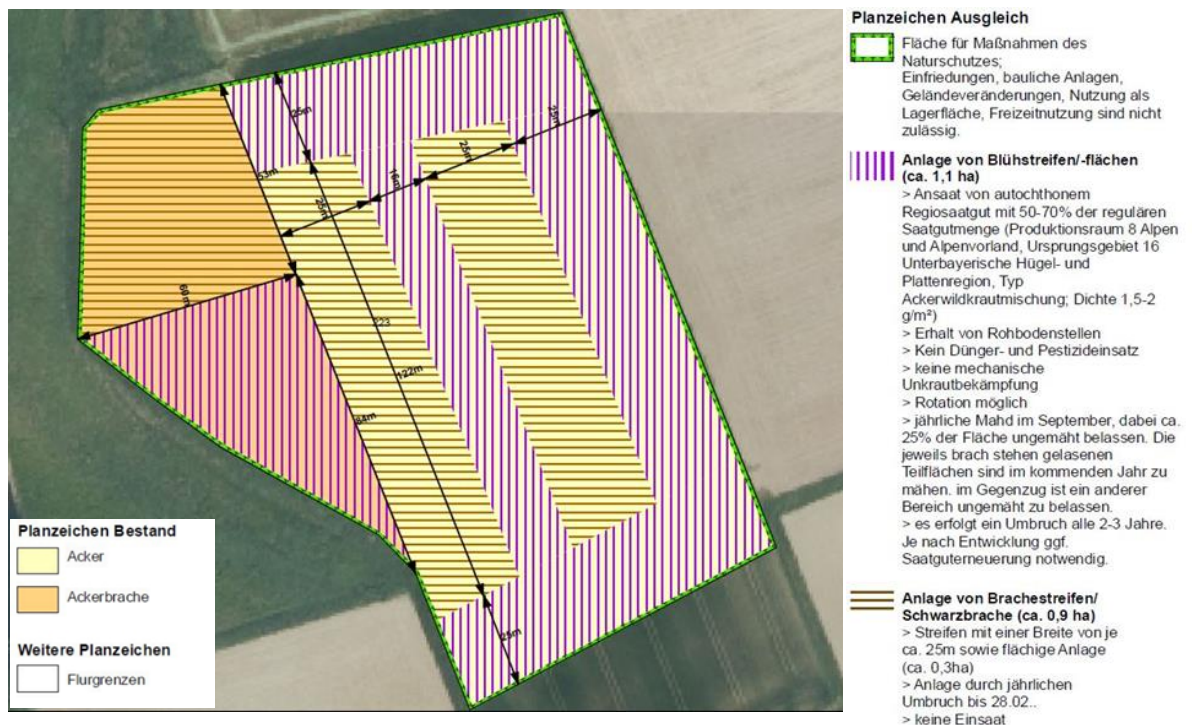 25m
53m
25m
16m
25m
25m
69m
223
122m
84m
25m
Planzeichen Bestand
Acker
Ackerbrache
Weitere Planzeichen
Flurgrenzen
Planzeichen Ausgleich
Fläche für Maßnahmen des
Naturschutzes;
Einfriedungen, bauliche Anlagen,
Geländeveränderungen, Nutzung als
Lagerfläche, Freizeitnutzung sind nicht
zulässig.
Anlage von Blühstreifen/-flächen
(ca. 1,1 ha)
> Ansaat von autochthonem
Regiosaatgut mit 50-70% der regulären
Saatgutmenge (Produktionsraum 8 Alpen
und Alpenvorland, Ursprungsgebiet 16
Unterbayerische Hügel- und
Plattenregion, Typ
Ackerwildkrautmischung; Dichte 1,5-2
g/m²)
> Erhalt von Rohbodenstellen
> Kein Dünger- und Pestizideinsatz
> keine mechanische
Unkrautbekämpfung
> Rotation möglich
> jährliche Mahd im September, dabei ca.
25% der Fläche ungemäht belassen. Die
jeweils brach stehen gelasenen
Teilflächen sind im kommenden Jahr zu
mähen. im Gegenzug ist ein anderer
Bereich ungemäht zu belassen.
> es erfolgt ein Umbruch alle 2-3 Jahre.
Je nach Entwicklung ggf.
Saatguterneuerung notwendig.
Anlage von Brachestreifen/
Schwarzbrache (ca. 0,9 ha)
> Streifen mit einer Breite von je
ca. 25m sowie flächige Anlage
(ca. 0,3ha)
> Anlage durch jährlichen
Umbruch bis 28.02..
> keine Einsaat